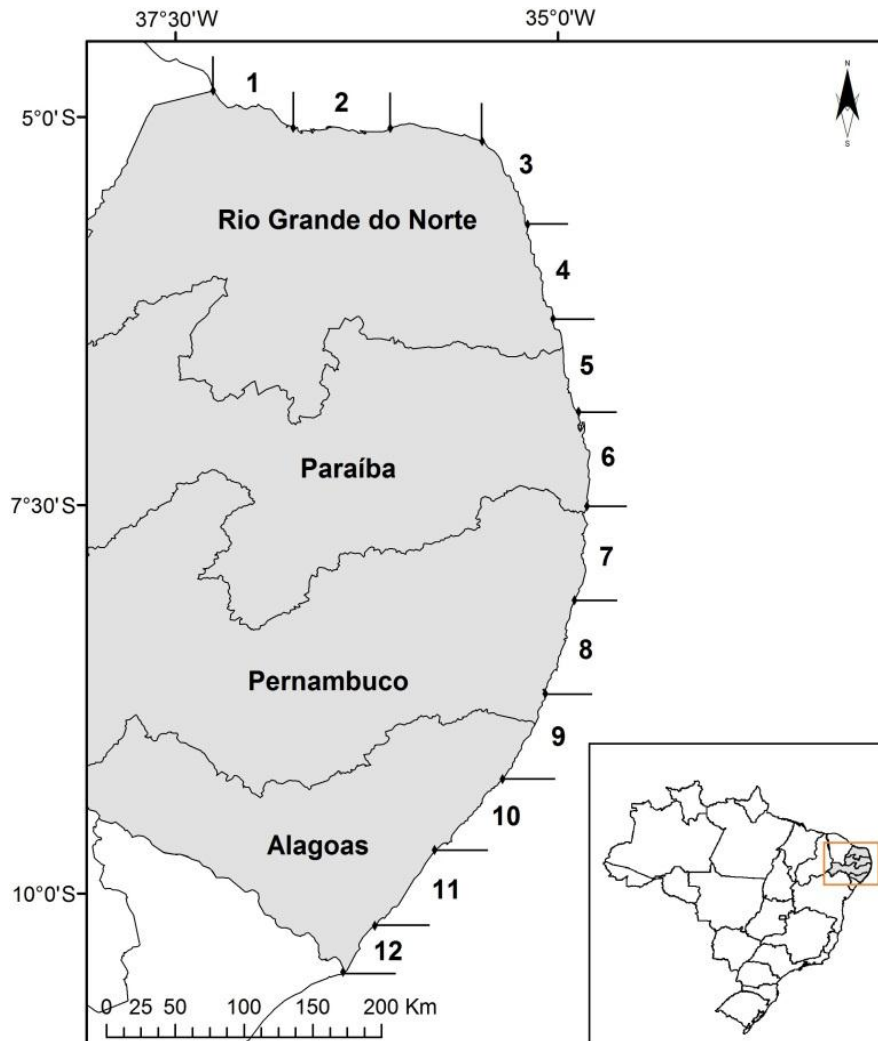 37°30'W 35°0'W
N
S
1
2
5°0'S
3
Rio Grande do Norte
4
5
6
Paraíba
7°30'S
7
8
Pernambuco
9
10
Alagoas
10°0'S
11
12
0 25 50 100 150 200 Km